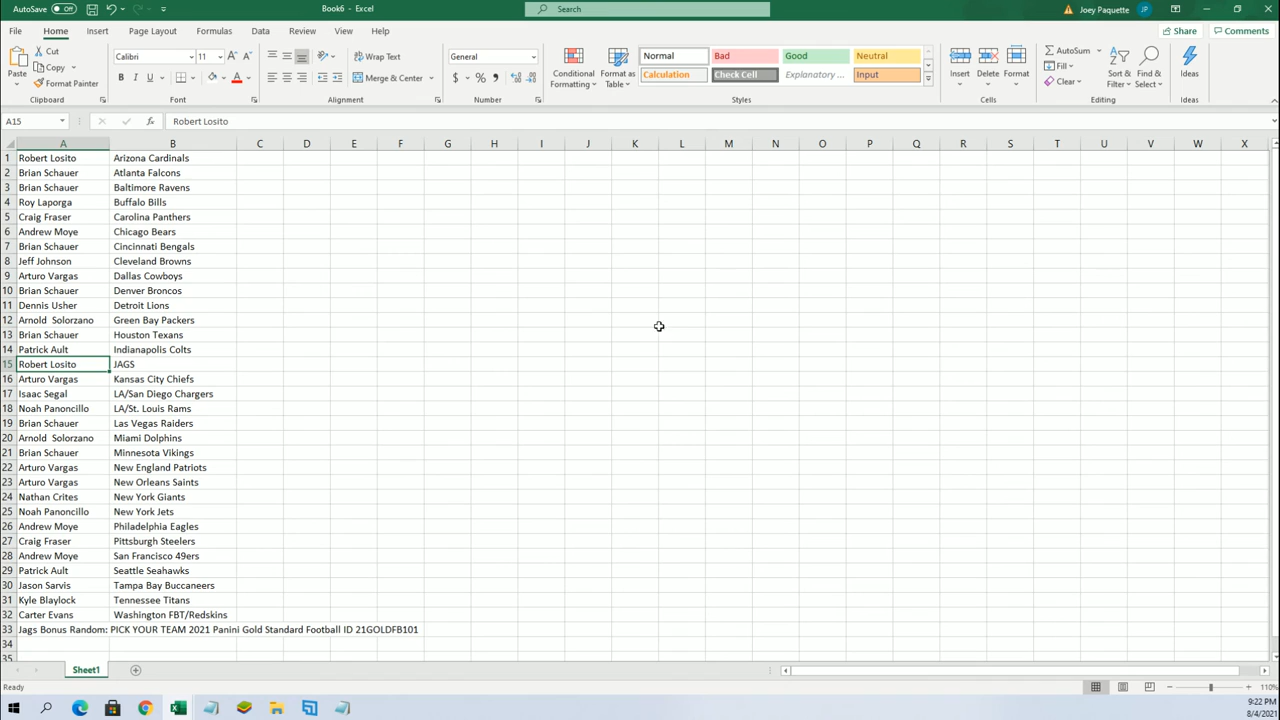 AutoSave Off Book6 - Excel Search Joey Paquette JP
File Home Insert Page Layout Formulas Data Review View Help Share Comments
Paste Cut Copy Format Painter Clipboard
Calibri 11 B I U A Font
Wrap Text Merge & Center Alignment
General $ % Number
Conditional Formatting Format as Table
Normal Bad Good Neutral
Calculation Check Cell Explanatory ... Input Styles
Insert Delete Format Cells
AutoSum Fill Clear Sort & Filter Find & Select Editing
Ideas Ideas
A15 fx Robert Losito
A B C D E F G H I J K L M N O P Q R S T U V W X
1 Robert Losito Arizona Cardinals
2 Brian Schauer Atlanta Falcons
3 Brian Schauer Baltimore Ravens
4 Roy Laporga Buffalo Bills
5 Craig Fraser Carolina Panthers
6 Andrew Moye Chicago Bears
7 Brian Schauer Cincinnati Bengals
8 Jeff Johnson Cleveland Browns
9 Arturo Vargas Dallas Cowboys
10 Brian Schauer Denver Broncos
11 Dennis Usher Detroit Lions
12 Arnold Solorzano Green Bay Packers
13 Brian Schauer Houston Texans
14 Patrick Ault Indianapolis Colts
15 Robert Losito JAGS
16 Arturo Vargas Kansas City Chiefs
17 Isaac Segal LA/San Diego Chargers
18 Noah Panoncillo LA/St. Louis Rams
19 Brian Schauer Las Vegas Raiders
20 Arnold Solorzano Miami Dolphins
21 Brian Schauer Minnesota Vikings
22 Arturo Vargas New England Patriots
23 Arturo Vargas New Orleans Saints
24 Nathan Crites New York Giants
25 Noah Panoncillo New York Jets
26 Andrew Moye Philadelphia Eagles
27 Craig Fraser Pittsburgh Steelers
28 Andrew Moye San Francisco 49ers
29 Patrick Ault Seattle Seahawks
30 Jason Sarvis Tampa Bay Buccaneers
31 Kyle Blaylock Tennessee Titans
32 Carter Evans Washington FBT/Redskins
33 Jags Bonus Random: PICK YOUR TEAM 2021 Panini Gold Standard Football ID 21GOLDFB101
34
35
Sheet1
Ready 110%
9:22 PM
8/4/2021